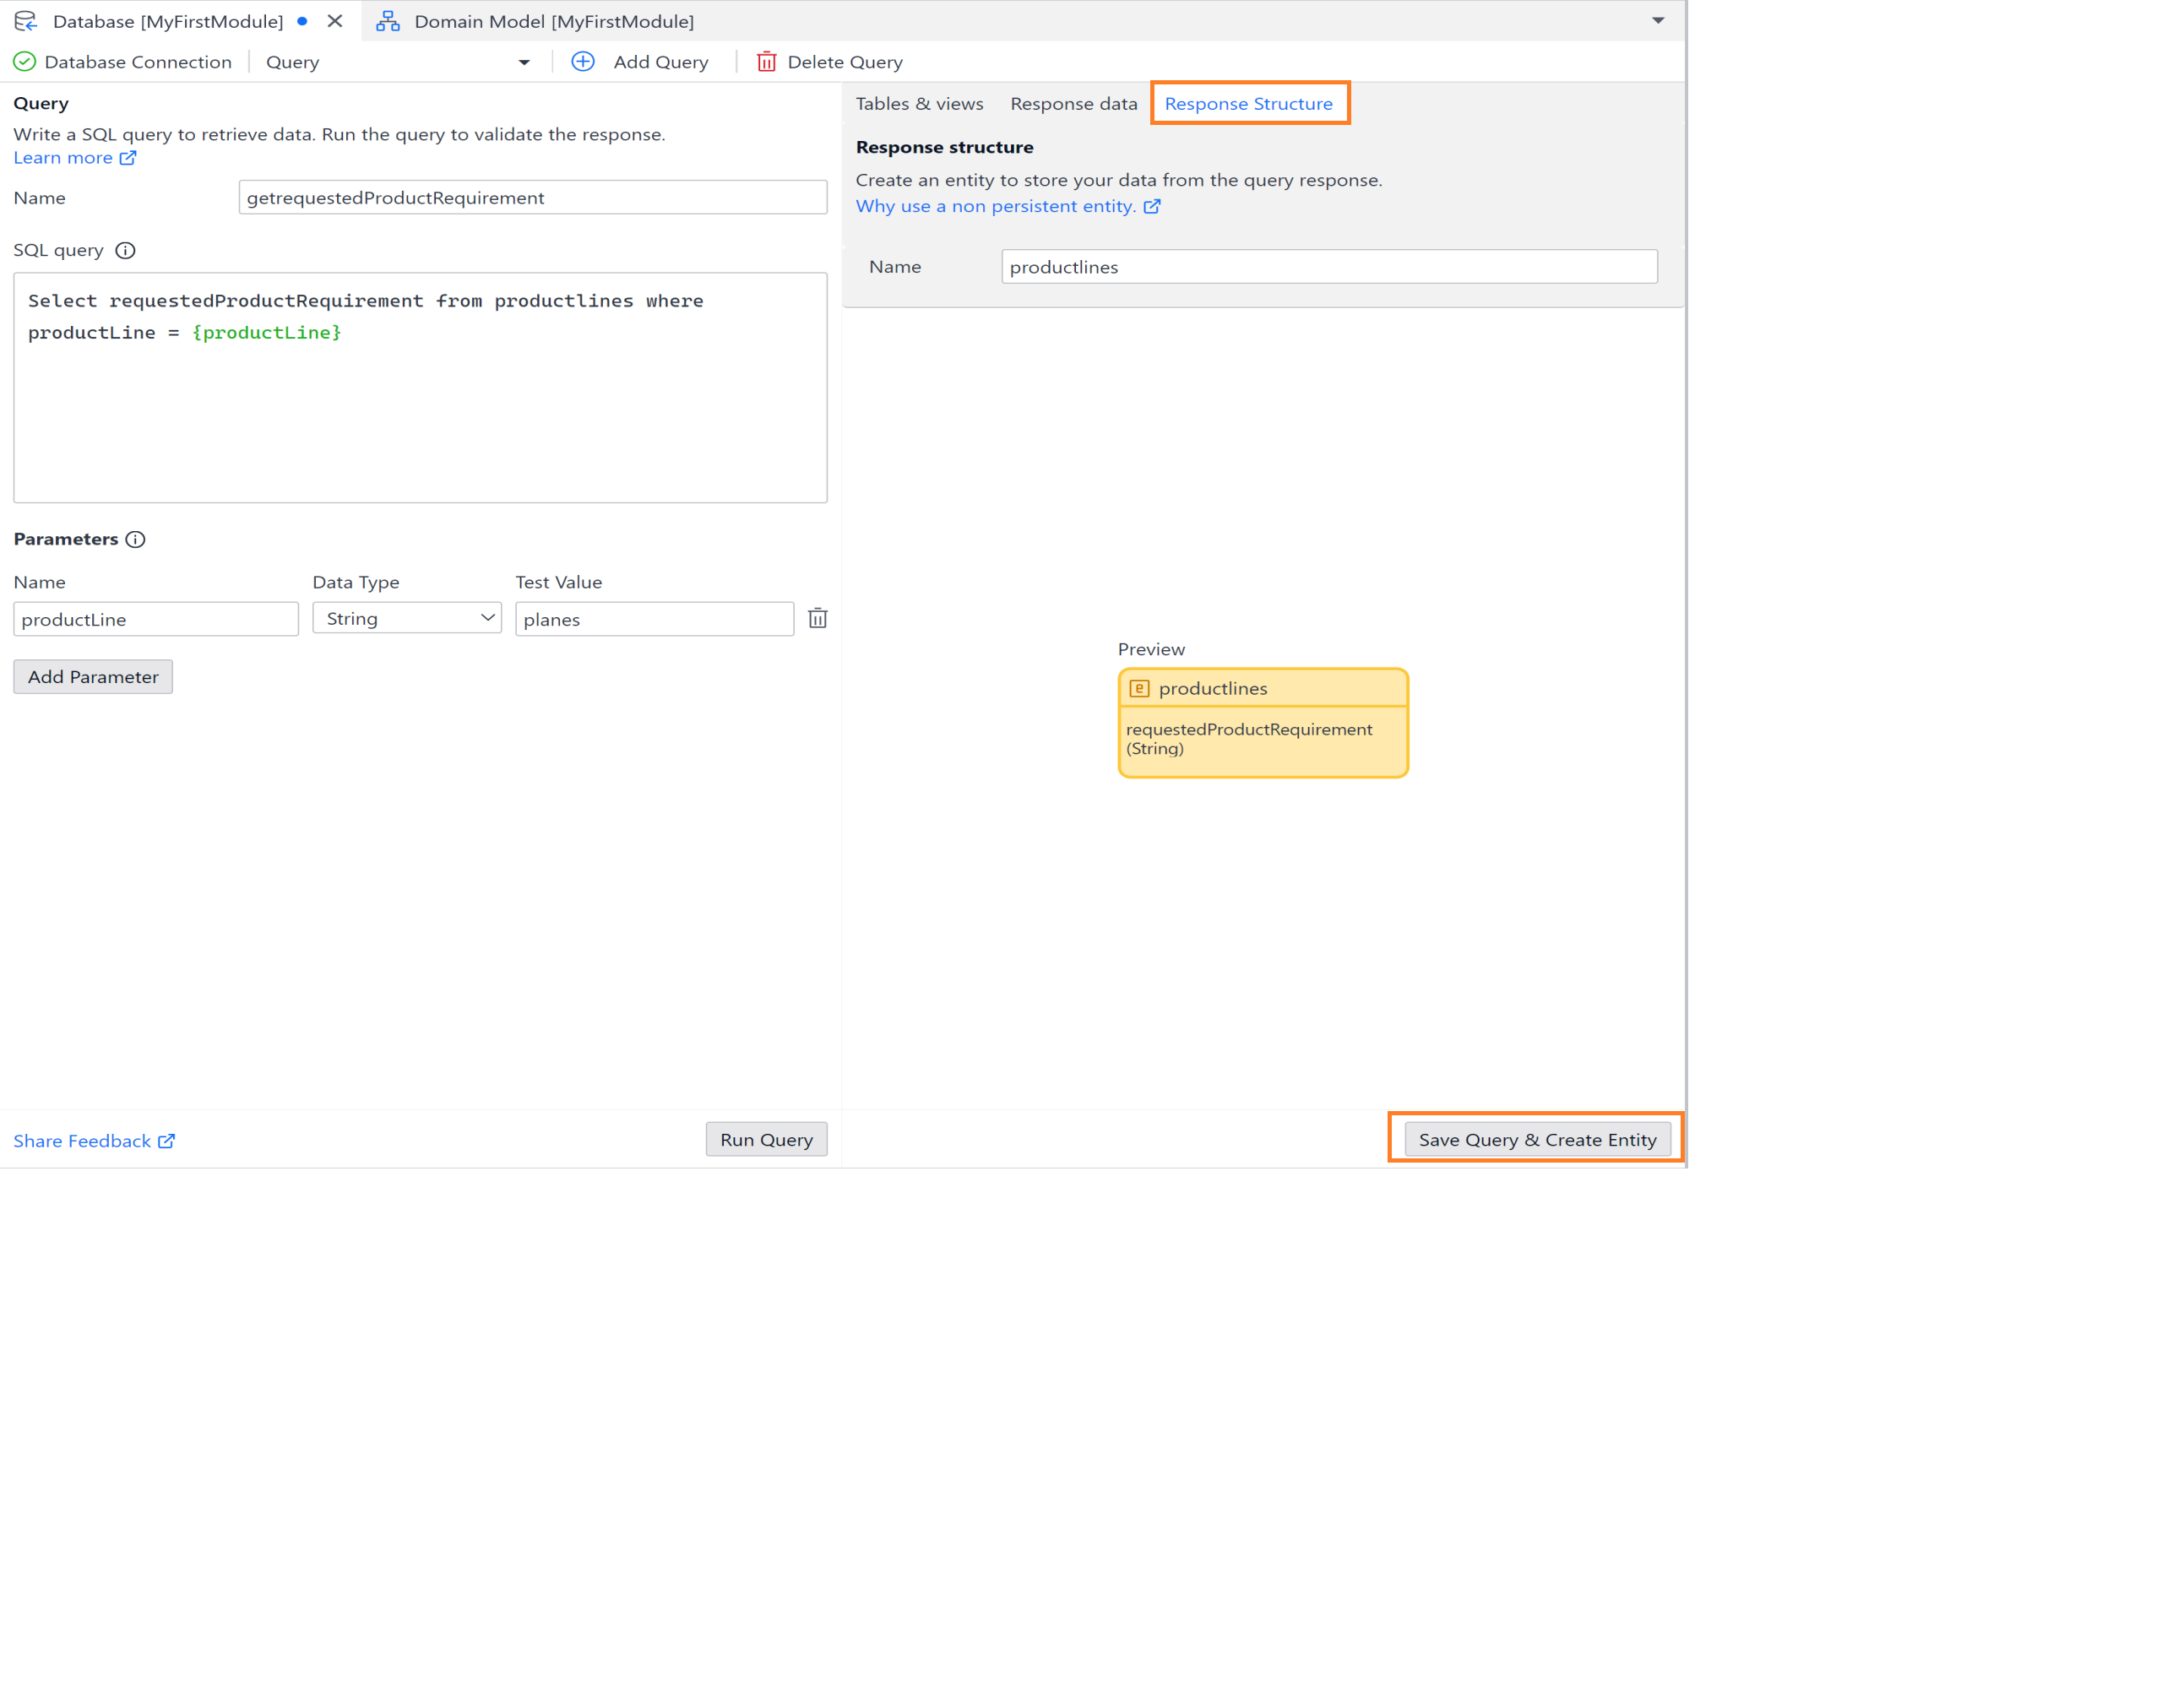 Database [MyFirstModule]
Domain Model [MyFirstModule]
Database Connection
Query
Add Query
Delete Query
Query
Write a SQL query to retrieve data. Run the query to validate the response.
Learn more
Name
getrequestedProductRequirement
SQL query
Select requestedProductRequirement from productlines where
productLine = {productLine}
Parameters
Name Data Type Test Value
productLine String planes
Add Parameter
Share Feedback
Run Query
Tables & views
Response data
Response Structure
Response structure
Create an entity to store your data from the query response.
Why use a non persistent entity.
Name
productlines
Preview
productlines
requestedProductRequirement
(String)
Save Query & Create Entity